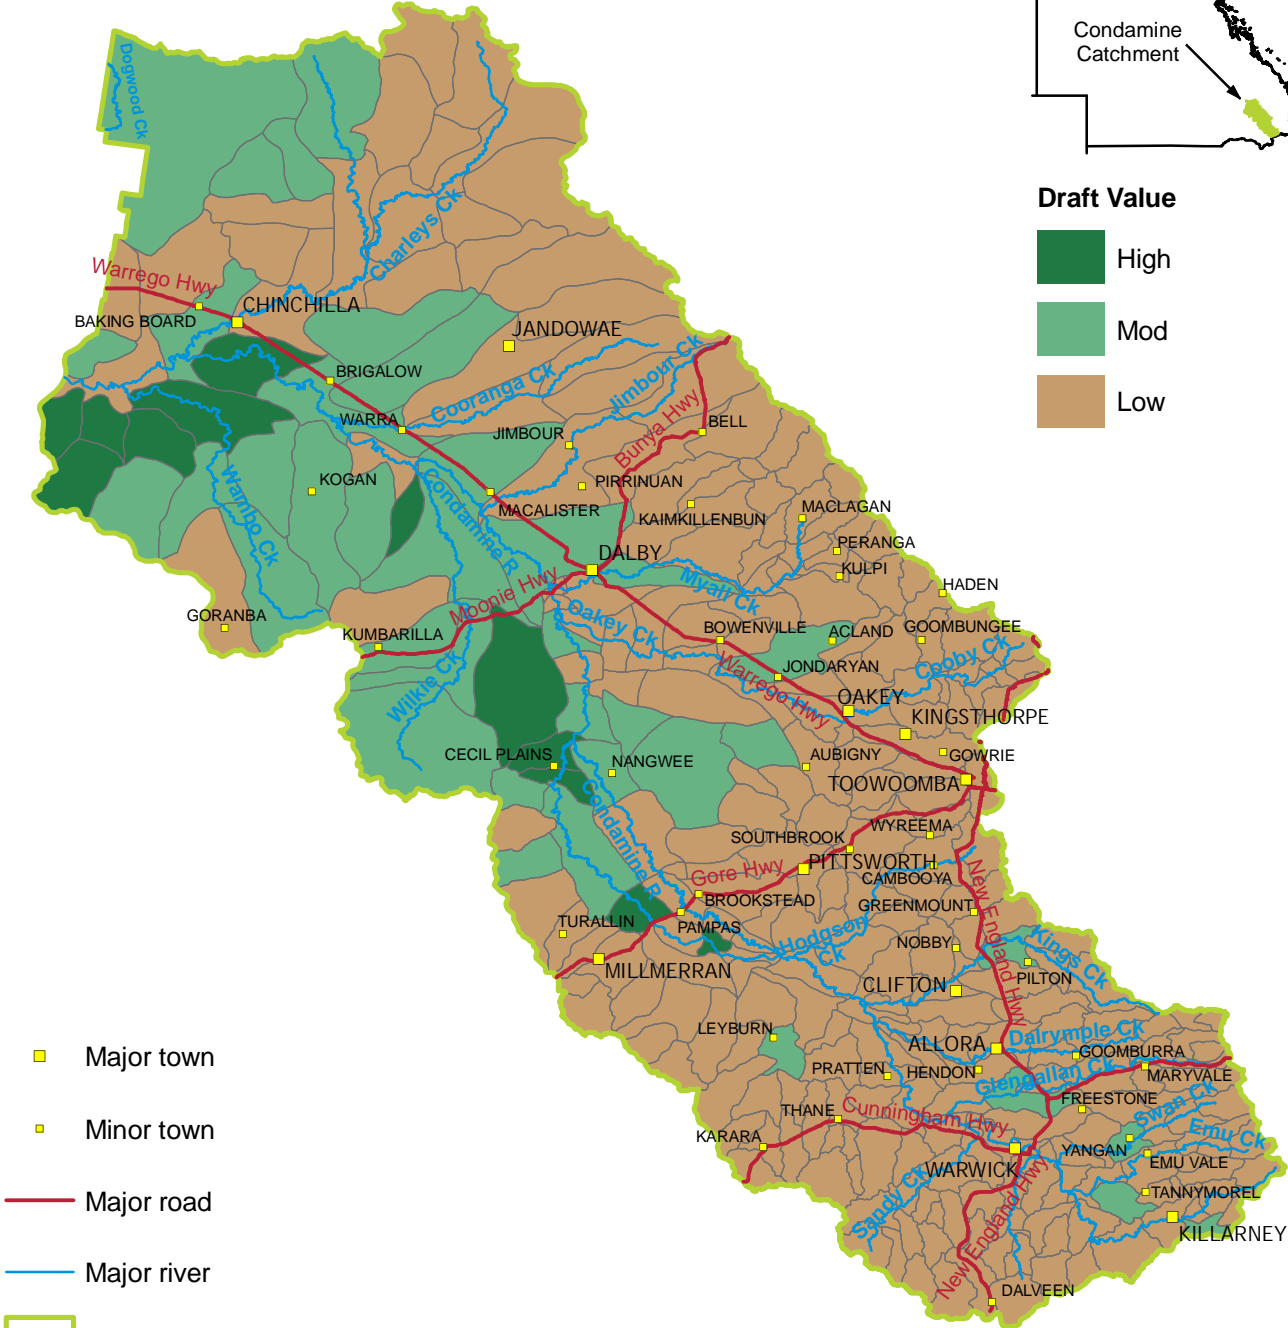 Condamine
Catchment
Draft Value
High
Mod
Low
Dogwood Ck
Charleys Ck
Warrego Hwy
CHINCHILLA
BAKING BOARD
JANDOWAE
BRIGALOW
Cooranga Ck
Jimbour Ck
WARRA
JIMBOUR
Bunya Hwy
BELL
KOGAN
PIRRINUAN
Wambo Ck
Condamine R
MACALISTER
KAIMKILLENBUN
MACLAGAN
PERANGA
KULPI
DALBY
Myall Ck
HADEN
Moonie Hwy
GORANBA
KUMBARILLA
Oakey Ck
BOWENVILLE
ACLAND
GOOMBUNGEE
JONDARYAN
Cooby Ck
Warrego Hwy
Wilkie Ck
OAKEY
KINGSTHORPE
CECIL PLAINS
NANGWEE
AUBIGNY
GOWRIE
TOOWOOMBA
Condamine R
SOUTHBROOK
WYREEMA
PITTSWORTH
CAMBOOYA
Gore Hwy
BROOKSTEAD
GREENMOUNT
New England Hwy
TURALLIN
PAMPAS
Hodgson
Ck
NOBBY
Kings Ck
MILLMERRAN
PILTON
CLIFTON
LEYBURN
ALLORA
Dalrymple Ck
GOOMBURRA
PRATTEN
HENDON
Glengallan Ck
MARYVALE
THANE
Cunningham Hwy
FREESTONE
Swan Ck
KARARA
YANGAN
Emu Ck
EMU VALE
WARWICK
TANNYMOREL
Sandy Ck
New England Hwy
KILLARNEY
DALVEEN
Major town
Minor town
Major road
Major river